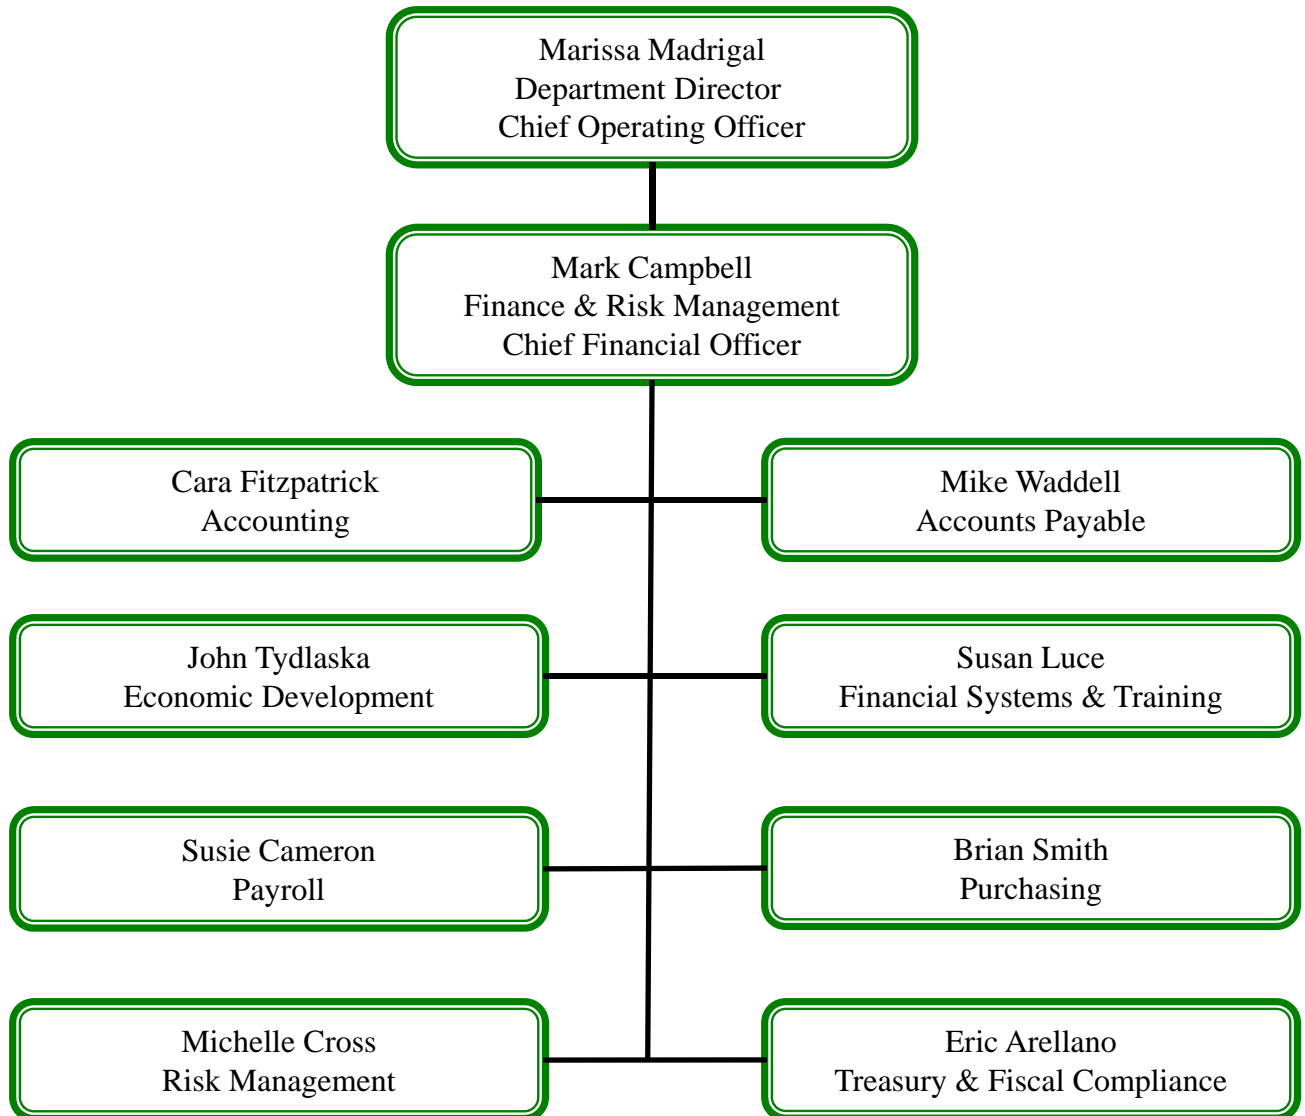 Marissa Madrigal
Department Director
Chief Operating Officer
Mark Campbell
Finance & Risk Management
Chief Financial Officer
Cara Fitzpatrick
Accounting
Mike Waddell
Accounts Payable
John Tydlaska
Economic Development
Susan Luce
Financial Systems & Training
Susie Cameron
Payroll
Brian Smith
Purchasing
Michelle Cross
Risk Management
Eric Arellano
Treasury & Fiscal Compliance